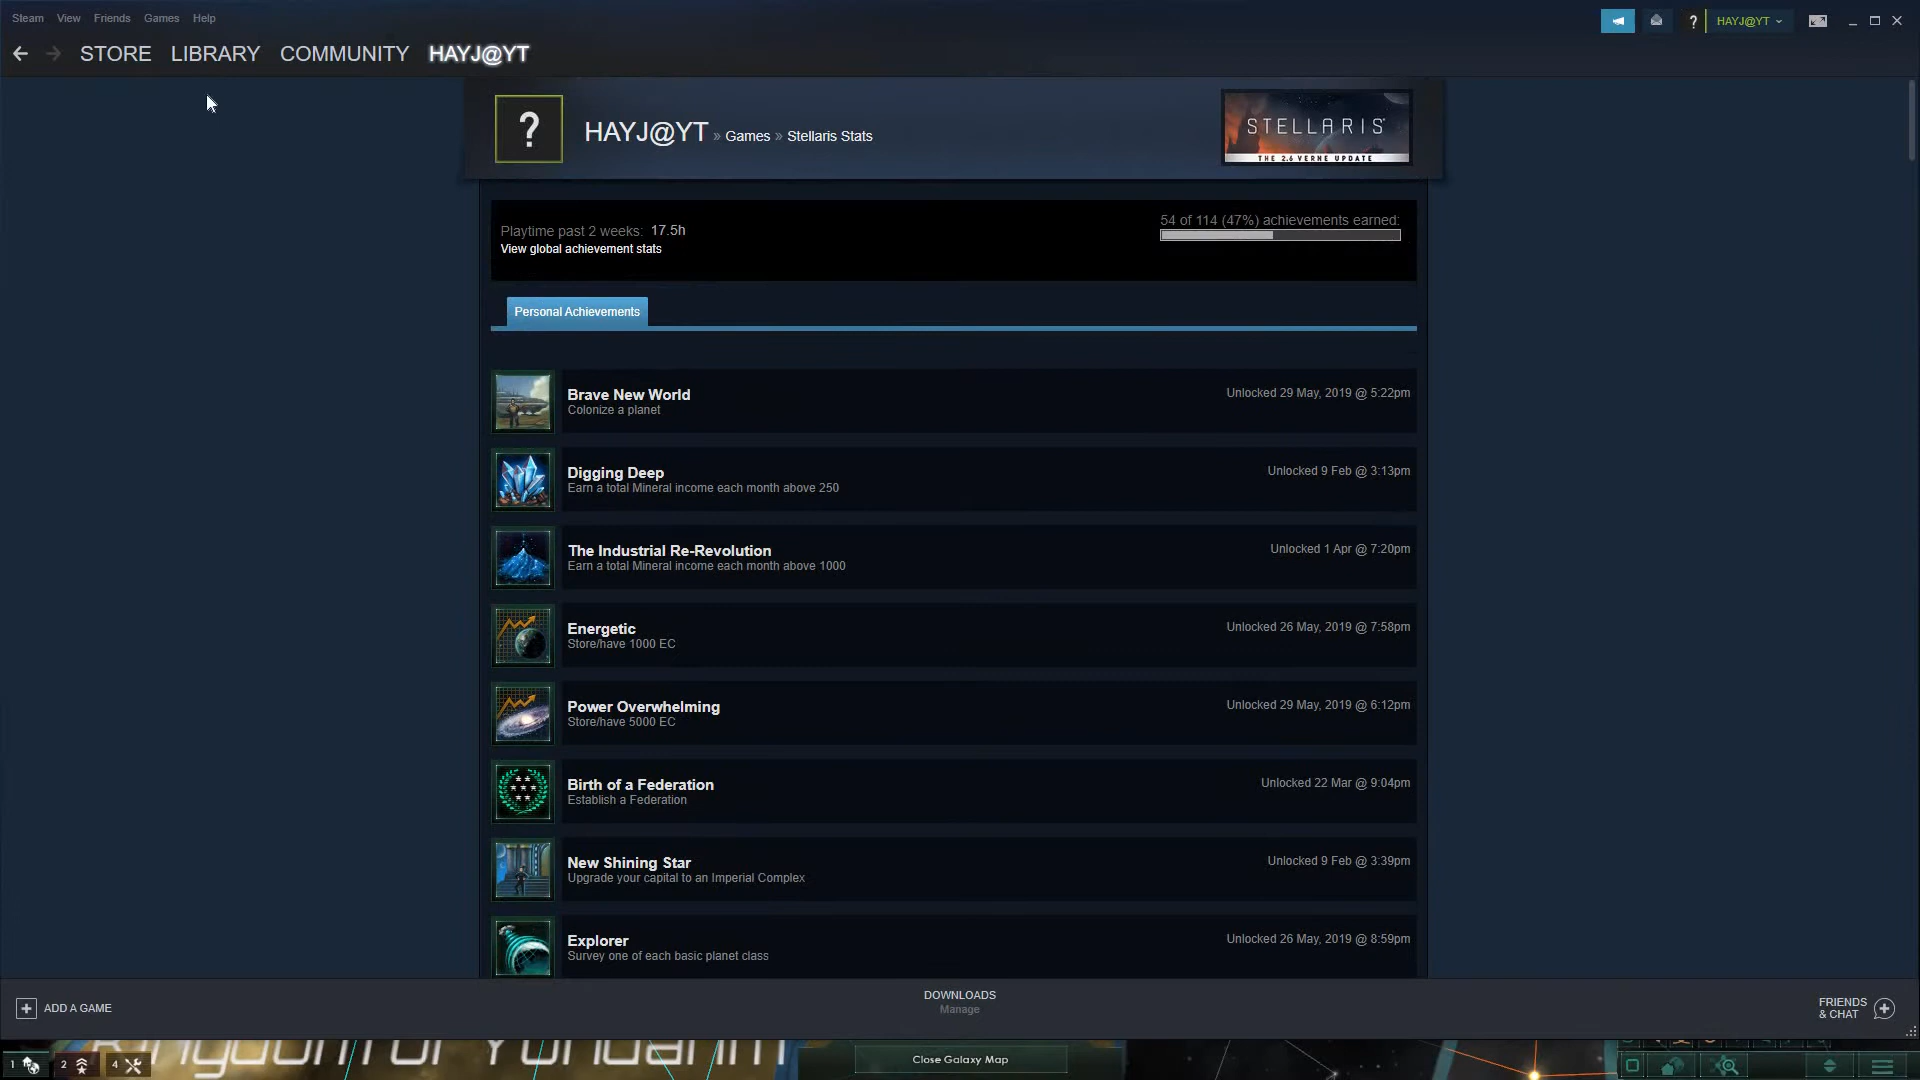 Steam View Friends Games Help
HAYJ@YT
STORE LIBRARY COMMUNITY HAYJ@YT
?
HAYJ@YT » Games » Stellaris Stats
STELLARIS
THE 2.6 VERNE UPDATE
Playtime past 2 weeks: 17.5h
View global achievement stats
54 of 114 (47%) achievements earned:
Personal Achievements
Brave New World
Colonize a planet
Unlocked 29 May, 2019 @ 5:22pm
Digging Deep
Earn a total Mineral income each month above 250
Unlocked 9 Feb @ 3:13pm
The Industrial Re-Revolution
Earn a total Mineral income each month above 1000
Unlocked 1 Apr @ 7:20pm
Energetic
Store/have 1000 EC
Unlocked 26 May, 2019 @ 7:58pm
Power Overwhelming
Store/have 5000 EC
Unlocked 29 May, 2019 @ 6:12pm
Birth of a Federation
Establish a Federation
Unlocked 22 Mar @ 9:04pm
New Shining Star
Upgrade your capital to an Imperial Complex
Unlocked 9 Feb @ 3:39pm
Explorer
Survey one of each basic planet class
Unlocked 26 May, 2019 @ 8:59pm
ADD A GAME
DOWNLOADS
Manage
FRIENDS
& CHAT
1 2 4
Close Galaxy Map